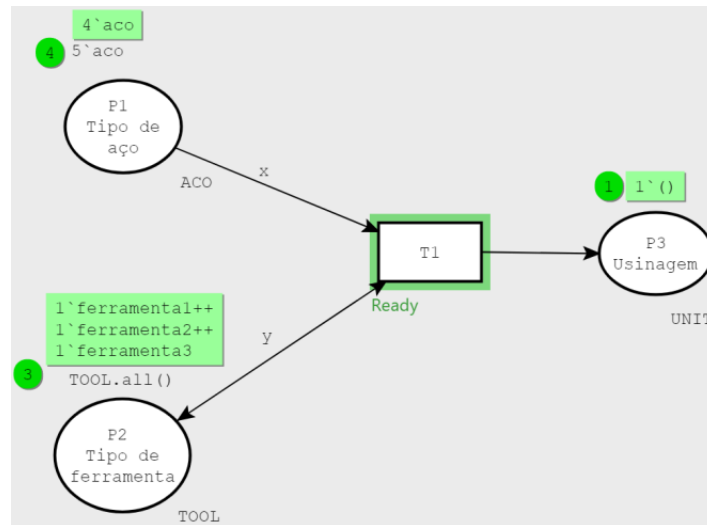 4`aco
4
5`aco
P1
Tipo de
aço
ACO
x
1
1`()
T1
P3
Usinagem
Ready
UNIT
1`ferramenta1++
1`ferramenta2++
1`ferramenta3
y
3
TOOL.all()
P2
Tipo de
ferramenta
TOOL